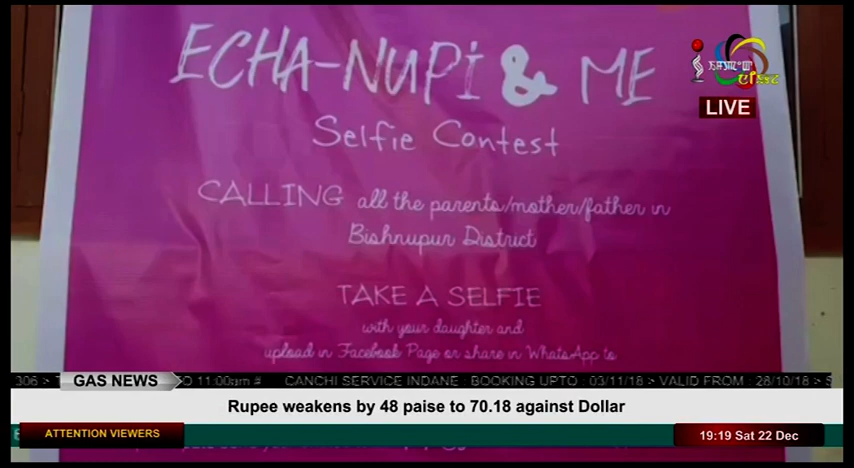 ECHA-NUPI & ME
LIVE
Selfie Contest
CALLING all the parents/mother/father in
Bishnupur District
TAKE A SELFIE
with your daughter and
upload in Facebook Page or share in WhatsApp to
306 >
GAS NEWS
11:00am # CANCHI SERVICE INDANE : BOOKING UPTO : 03/11/18 > VALID FROM : 28/10/18 >
Rupee weakens by 48 paise to 70.18 against Dollar
ATTENTION VIEWERS
19:19 Sat 22 Dec